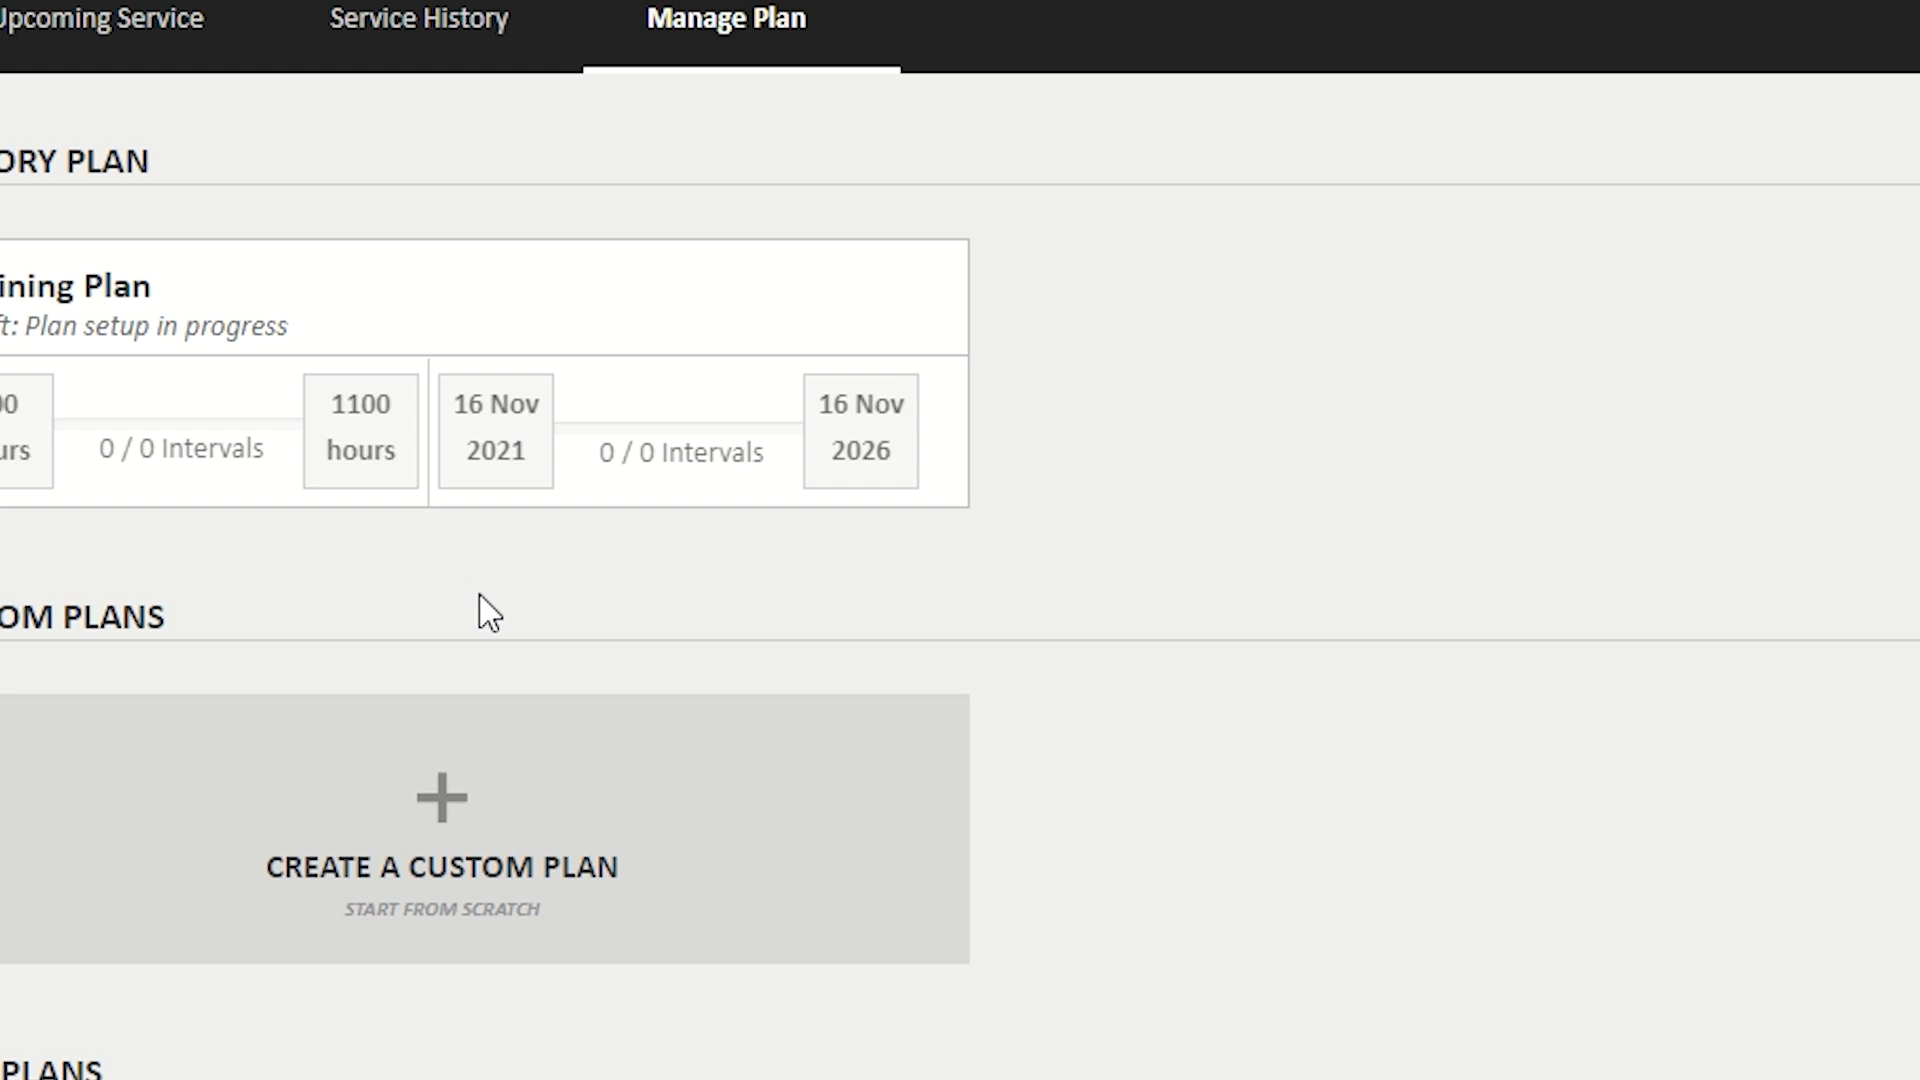 Upcoming Service Service History Manage Plan
ORY PLAN
ining Plan
ft: Plan setup in progress
00 1100 16 Nov 16 Nov
urs 0 / 0 Intervals hours 2021 0 / 0 Intervals 2026
OM PLANS
CREATE A CUSTOM PLAN
START FROM SCRATCH
PLANS